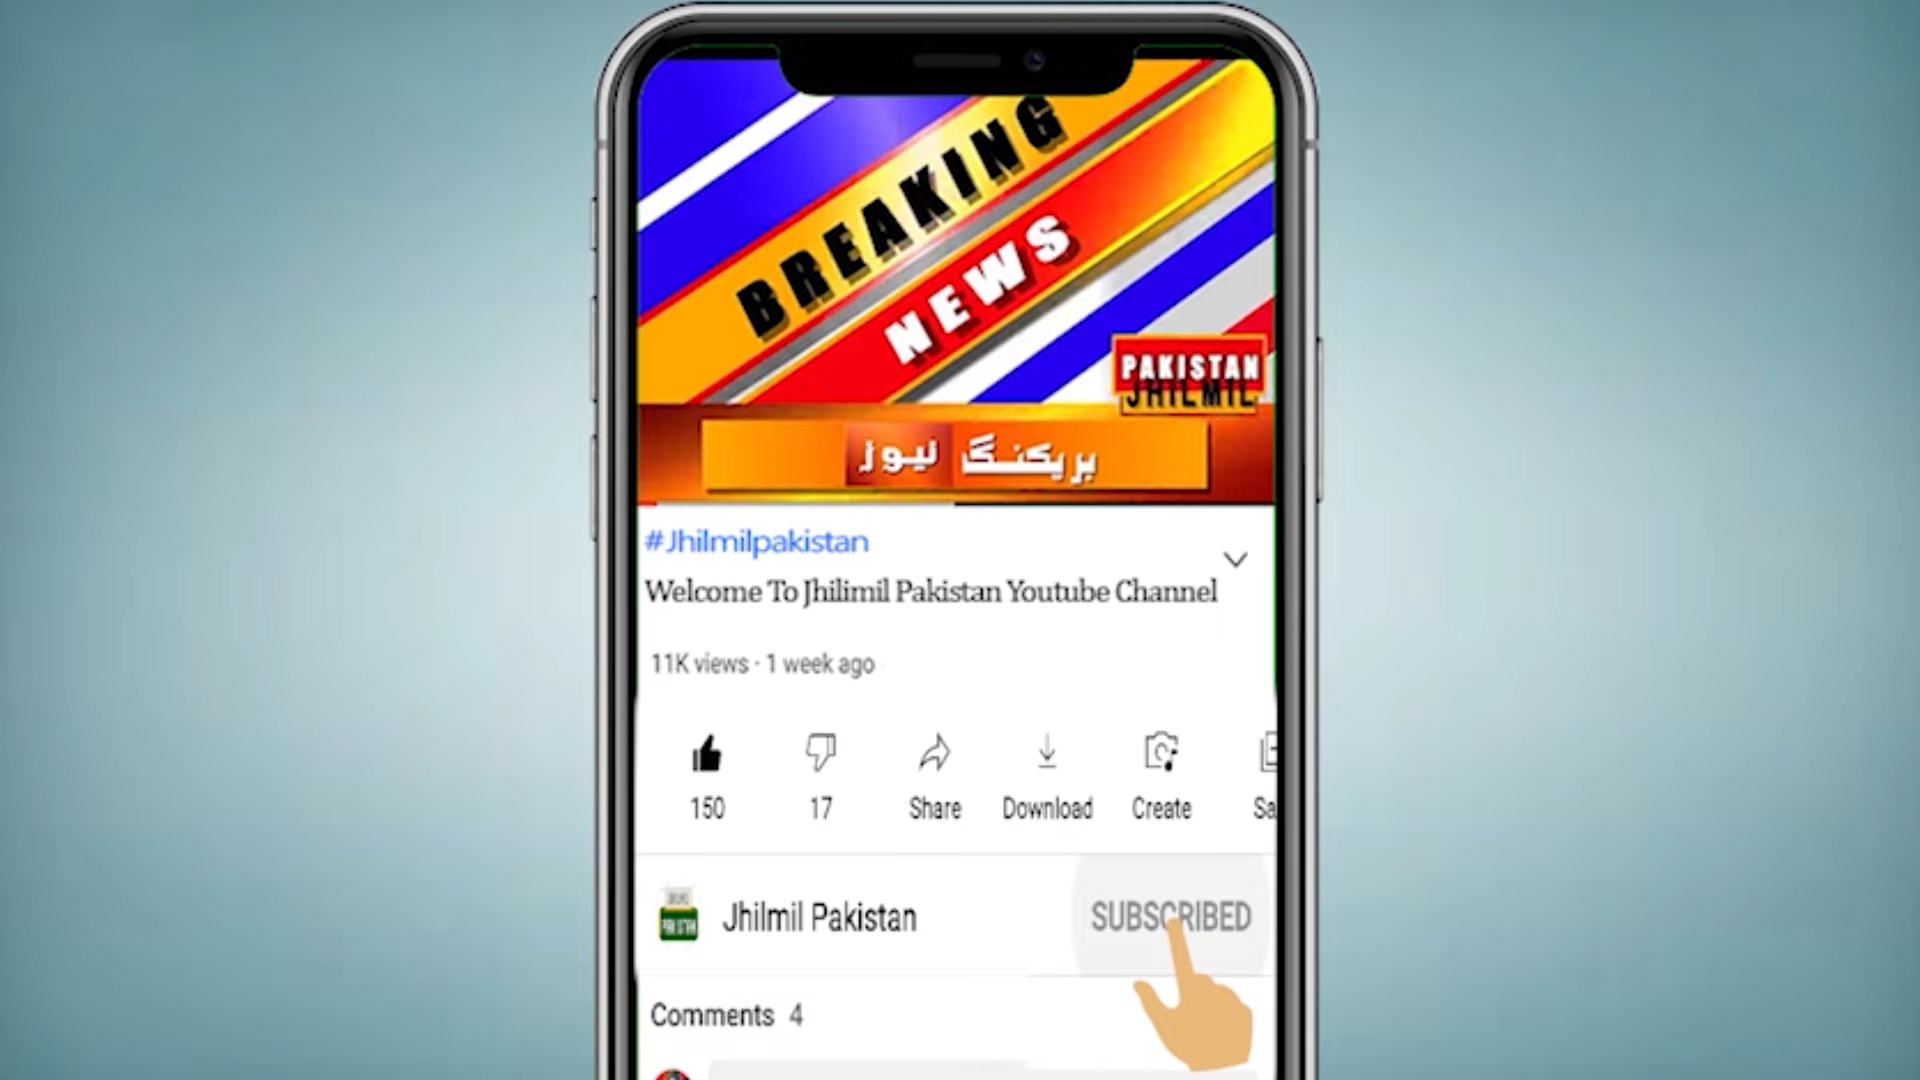 BREAKING
NEWS
PAKISTAN
JHILMIL
بریکنگ نیوز
#Jhilmilpakistan
Welcome To Jhilimil Pakistan Youtube Channel
11K views · 1 week ago
150
17
Share
Download
Create
Sa
Jhilmil Pakistan
SUBSCRIBED
Comments 4